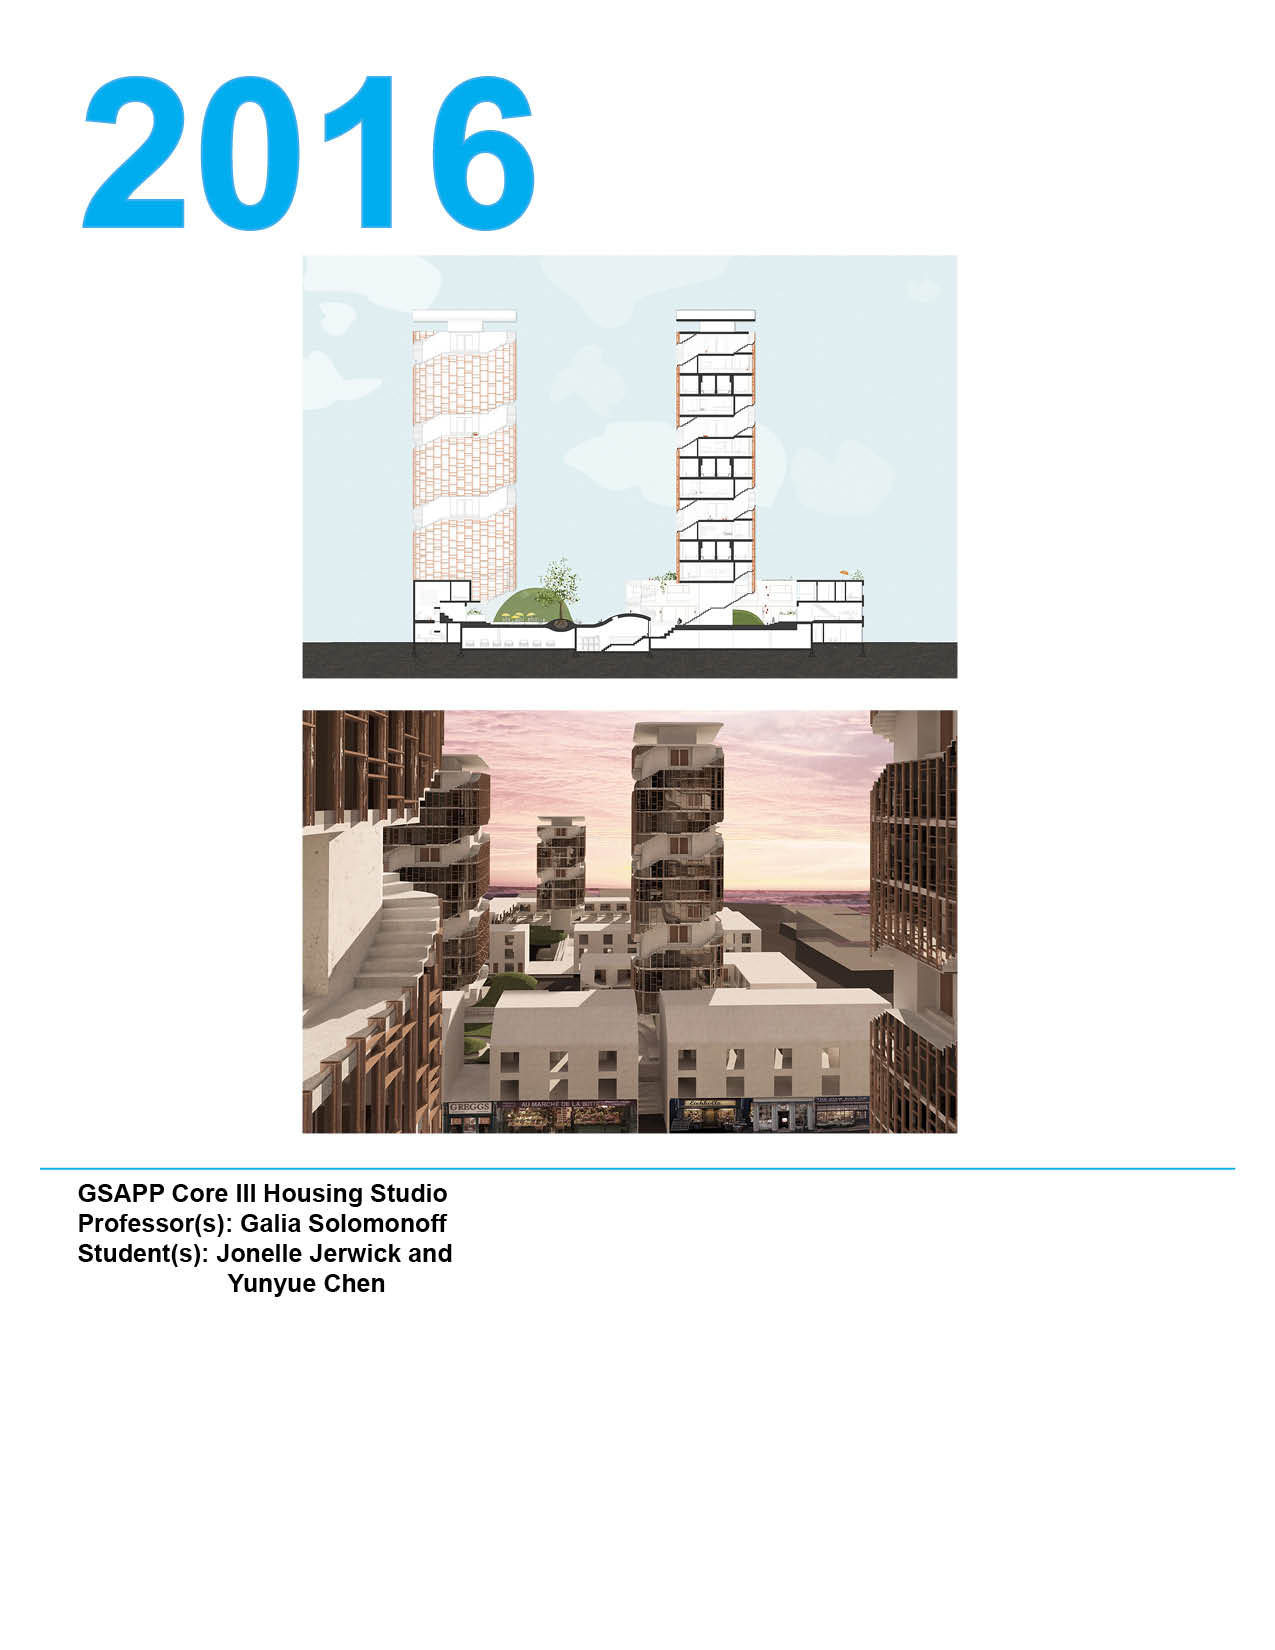 2016
GREGGS
AU MARCHE DE LA BUTTE
GSAPP Core III Housing Studio
Professor(s): Galia Solomonoff
Student(s): Jonelle Jerwick and
Yunyue Chen